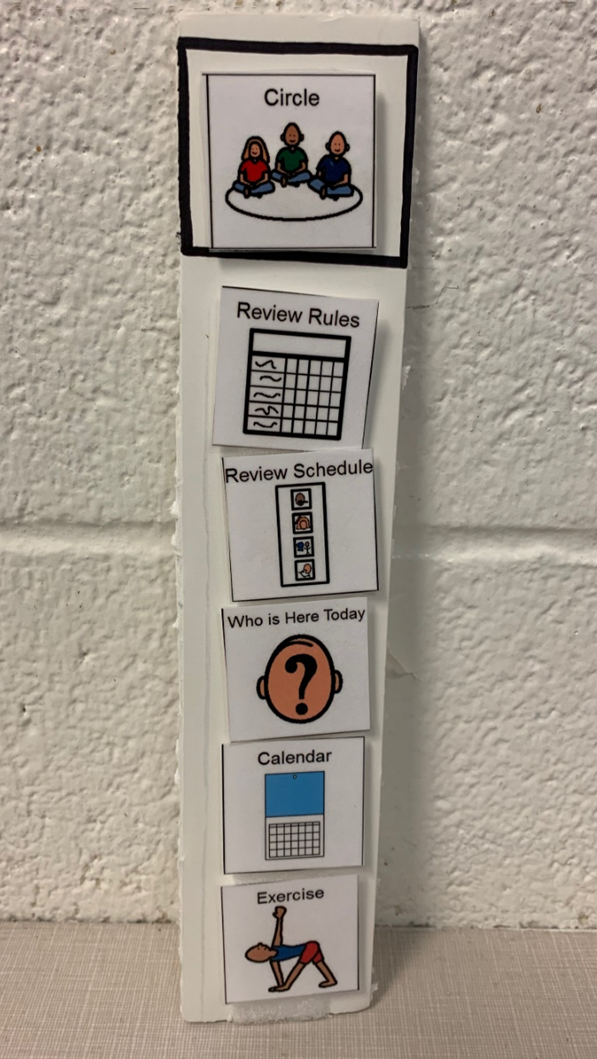 Circle
Review Rules
Review Schedule
Who is Here Today
?
Calendar
Exercise